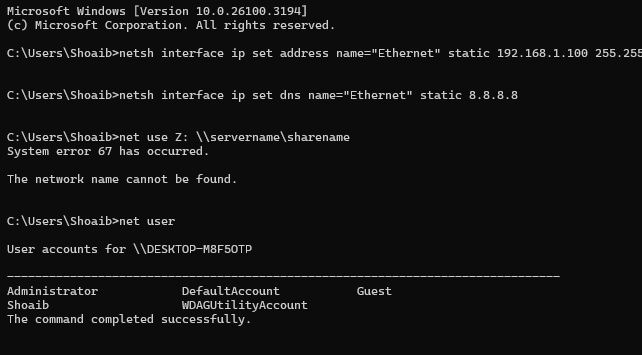 Microsoft Windows [Version 10.0.26100.3194]
(c) Microsoft Corporation. All rights reserved.
C:\Users\Shoaib>netsh interface ip set address name="Ethernet" static 192.168.1.100 255.255
C:\Users\Shoaib>netsh interface ip set dns name="Ethernet" static 8.8.8.8
C:\Users\Shoaib>net use Z: \\servername\sharename
System error 67 has occurred.
The network name cannot be found.
C:\Users\Shoaib>net user
User accounts for \\DESKTOP-M8F5OTP
-------------------------------------------------------------------------------
Administrator            DefaultAccount           Guest
Shoaib                   WDAGUtilityAccount
The command completed successfully.